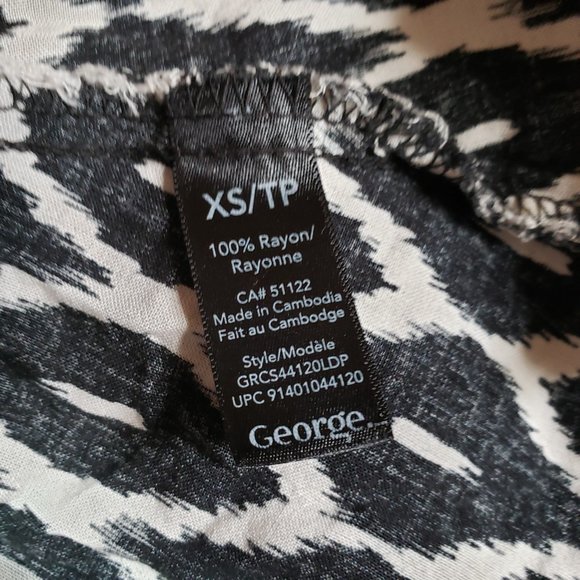 XS/TP
100% Rayon/
Rayonne
CA# 51122
Made in Cambodia
Fait au Cambodge
Style/Modèle
GRCS44120LDP
UPC 91401044120
George.